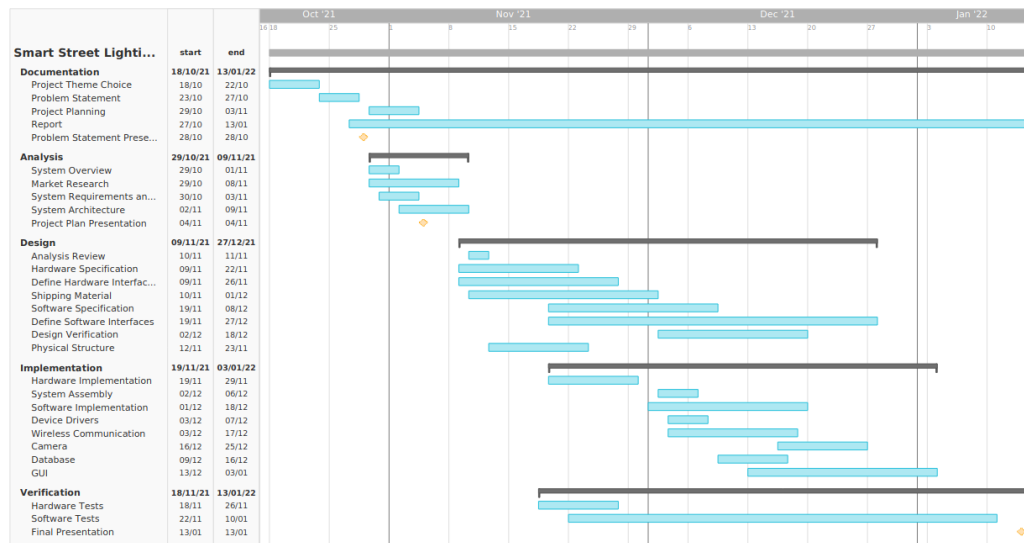 Oct '21 Nov '21 Dec '21 Jan '22
16 18 25 1 8 15 22 29 6 13 20 27 3 10
Smart Street Lighti... start end
Documentation 18/10/21 13/01/22
Project Theme Choice 18/10 22/10
Problem Statement 23/10 27/10
Project Planning 29/10 03/11
Report 27/10 13/01
Problem Statement Prese... 28/10 28/10
Analysis 29/10/21 09/11/21
System Overview 29/10 01/11
Market Research 29/10 08/11
System Requirements an... 30/10 03/11
System Architecture 02/11 09/11
Project Plan Presentation 04/11 04/11
Design 09/11/21 27/12/21
Analysis Review 10/11 11/11
Hardware Specification 09/11 22/11
Define Hardware Interfac... 09/11 26/11
Shipping Material 10/11 01/12
Software Specification 19/11 08/12
Define Software Interfaces 19/11 27/12
Design Verification 02/12 18/12
Physical Structure 12/11 23/11
Implementation 19/11/21 03/01/22
Hardware Implementation 19/11 29/11
System Assembly 02/12 06/12
Software Implementation 01/12 18/12
Device Drivers 03/12 07/12
Wireless Communication 03/12 17/12
Camera 16/12 25/12
Database 09/12 16/12
GUI 13/12 03/01
Verification 18/11/21 13/01/22
Hardware Tests 18/11 26/11
Software Tests 22/11 10/01
Final Presentation 13/01 13/01